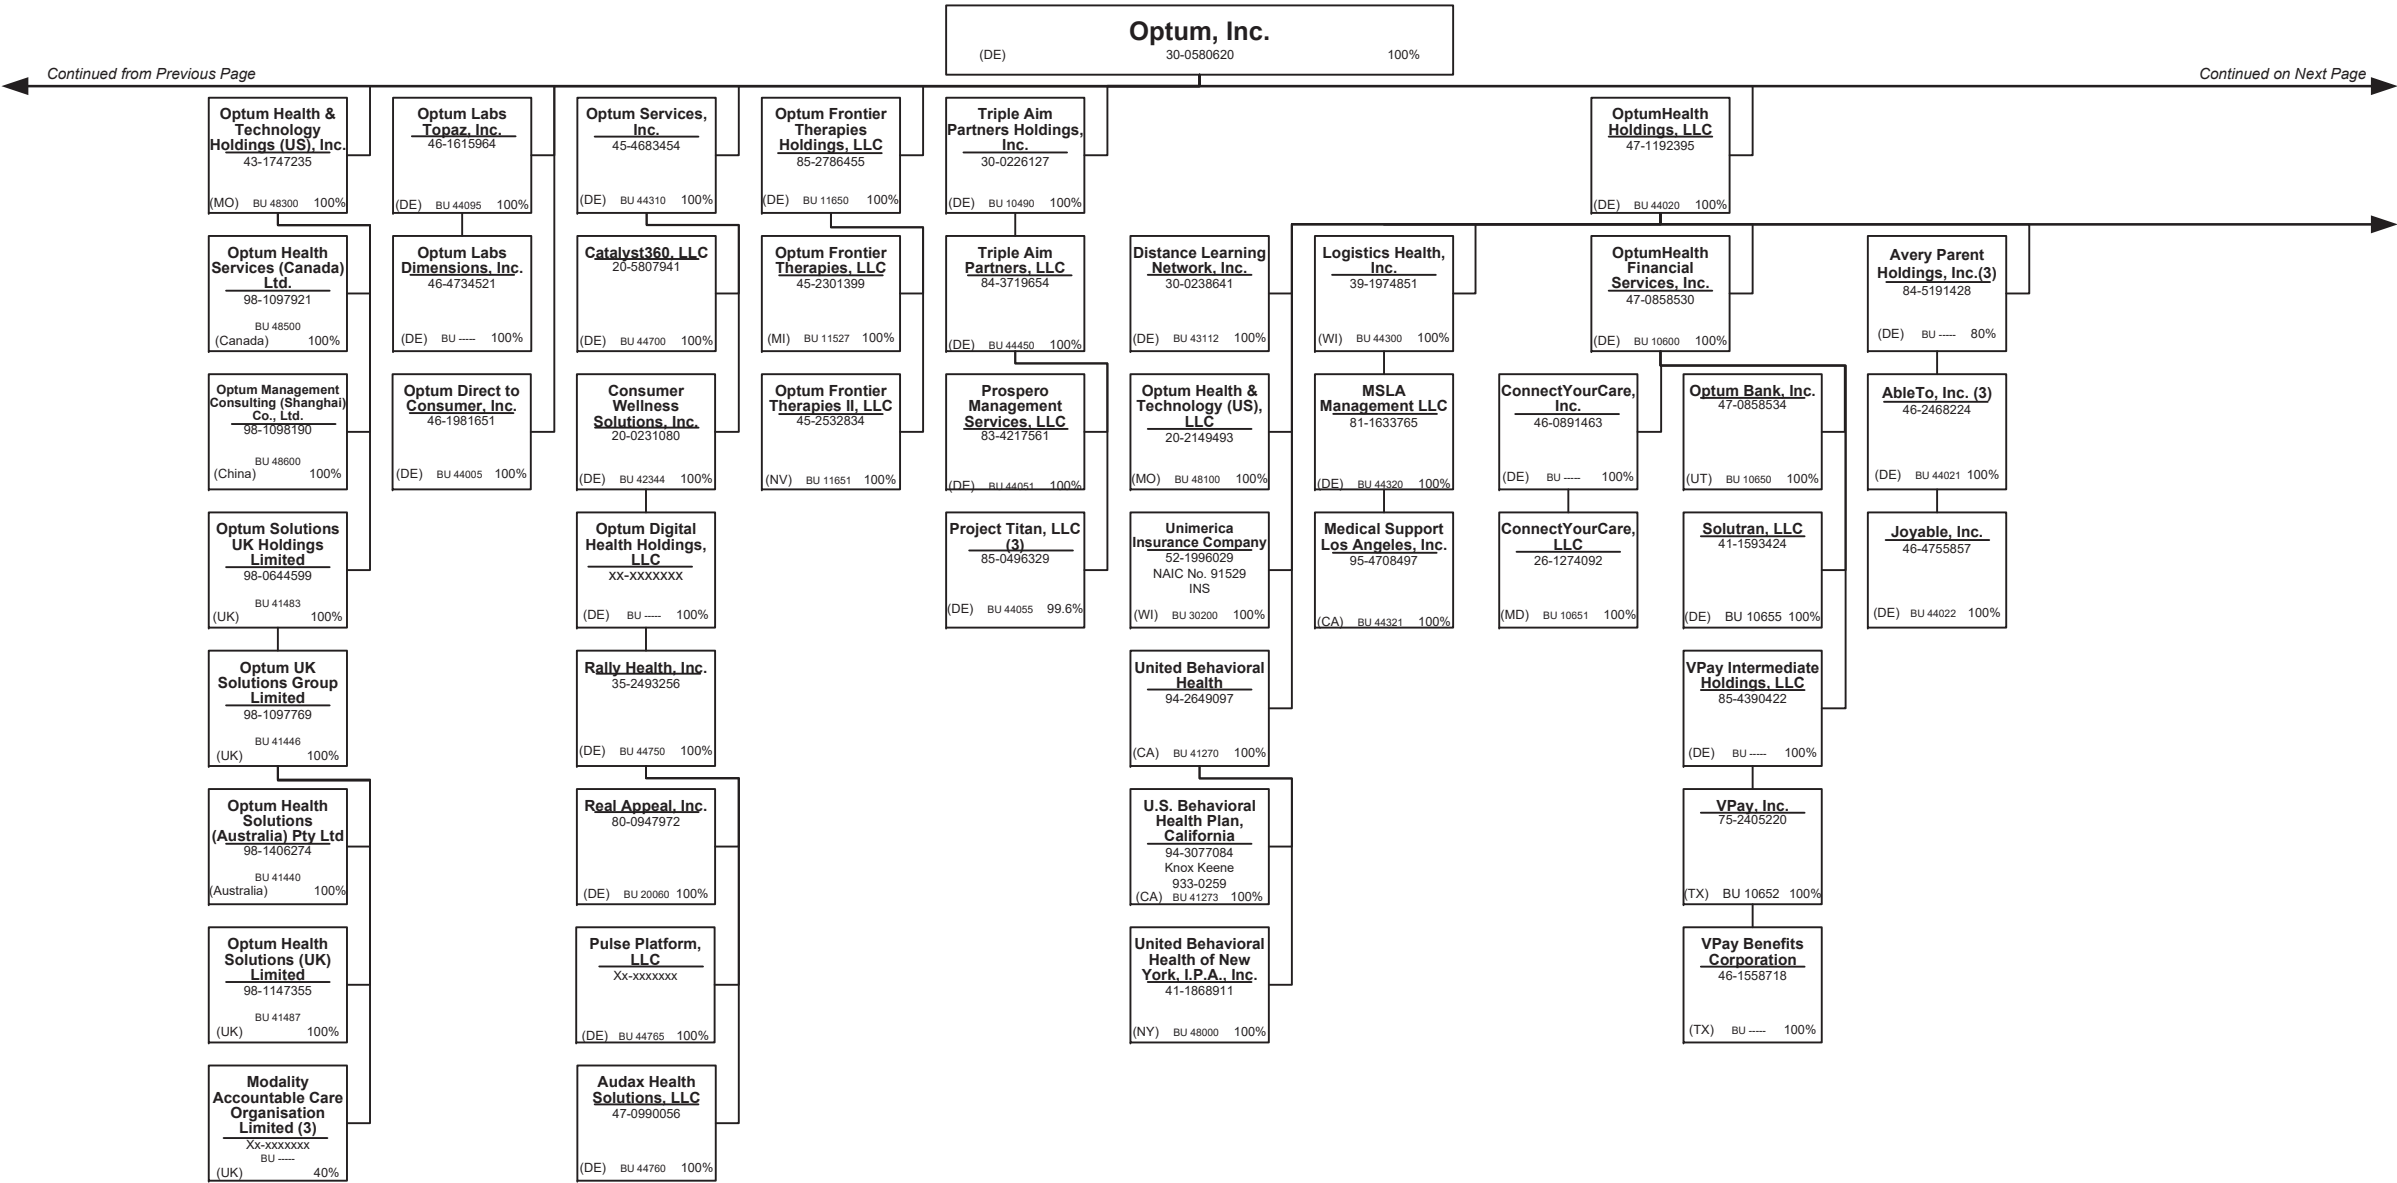 Optum, Inc.
(DE) 30-0580620 100%
Continued from Previous Page
Continued on Next Page
Optum Health &
Technology
Holdings (US), Inc.
43-1747235
(MO) BU 48300 100%
Optum Labs
Topaz, Inc.
46-1615964
(DE) BU 44095 100%
Optum Services,
Inc.
45-4683454
(DE) BU 44310 100%
Optum Frontier
Therapies
Holdings, LLC
85-2786455
(DE) BU 11650 100%
Triple Aim
Partners Holdings,
Inc.
30-0226127
(DE) BU 10490 100%
OptumHealth
Holdings, LLC
47-1192395
(DE) BU 44020 100%
Optum Health
Services (Canada)
Ltd.
98-1097921
BU 48500
(Canada) 100%
Optum Labs
Dimensions, Inc.
46-4734521
(DE) BU ----- 100%
Catalyst360, LLC
20-5807941
(DE) BU 44700 100%
Optum Frontier
Therapies, LLC
45-2301399
(MI) BU 11527 100%
Triple Aim
Partners, LLC
84-3719654
(DE) BU 44450 100%
Distance Learning
Network, Inc.
30-0238641
(DE) BU 43112 100%
Logistics Health,
Inc.
39-1974851
(WI) BU 44300 100%
OptumHealth
Financial
Services, Inc.
47-0858530
(DE) BU 10600 100%
Avery Parent
Holdings, Inc.(3)
84-5191428
(DE) BU ----- 80%
Optum Management
Consulting (Shanghai)
Co., Ltd.
98-1098190
BU 48600
(China) 100%
Optum Direct to
Consumer, Inc.
46-1981651
(DE) BU 44005 100%
Consumer
Wellness
Solutions, Inc.
20-0231080
(DE) BU 42344 100%
Optum Frontier
Therapies II, LLC
45-2532834
(NV) BU 11651 100%
Prospero
Management
Services, LLC
83-4217561
(DE) BU 44051 100%
Optum Health &
Technology (US),
LLC
20-2149493
(MO) BU 48100 100%
MSLA
Management LLC
81-1633765
(DE) BU 44320 100%
ConnectYourCare,
Inc.
46-0891463
(DE) BU ----- 100%
Optum Bank, Inc.
47-0858534
(UT) BU 10650 100%
AbleTo, Inc. (3)
46-2468224
(DE) BU 44021 100%
Optum Solutions
UK Holdings
Limited
98-0644599
BU 41483
(UK) 100%
Optum Digital
Health Holdings,
LLC
xx-xxxxxxx
(DE) BU ----- 100%
Project Titan, LLC
(3)
85-0496329
(DE) BU 44055 99.6%
Unimerica
Insurance Company
52-1996029
NAIC No. 91529
INS
(WI) BU 30200 100%
Medical Support
Los Angeles, Inc.
95-4708497
(CA) BU 44321 100%
ConnectYourCare,
LLC
26-1274092
(MD) BU 10651 100%
Solutran, LLC
41-1593424
(DE) BU 10655 100%
Joyable, Inc.
46-4755857
(DE) BU 44022 100%
Optum UK
Solutions Group
Limited
98-1097769
BU 41446
(UK) 100%
Rally Health, Inc.
35-2493256
(DE) BU 44750 100%
United Behavioral
Health
94-2649097
(CA) BU 41270 100%
VPay Intermediate
Holdings, LLC
85-4390422
(DE) BU ----- 100%
Optum Health
Solutions
(Australia) Pty Ltd
98-1406274
BU 41440
(Australia) 100%
Real Appeal, Inc.
80-0947972
(DE) BU 20060 100%
U.S. Behavioral
Health Plan,
California
94-3077084
Knox Keene
933-0259
(CA) BU 41273 100%
VPay, Inc.
75-2405220
(TX) BU 10652 100%
Optum Health
Solutions (UK)
Limited
98-1147355
BU 41487
(UK) 100%
Pulse Platform,
LLC
Xx-xxxxxxx
(DE) BU 44765 100%
United Behavioral
Health of New
York, I.P.A., Inc.
41-1868911
(NY) BU 48000 100%
VPay Benefits
Corporation
46-1558718
(TX) BU ----- 100%
Modality
Accountable Care
Organisation
Limited (3)
Xx-xxxxxxx
BU -----
(UK) 40%
Audax Health
Solutions, LLC
47-0990056
(DE) BU 44760 100%